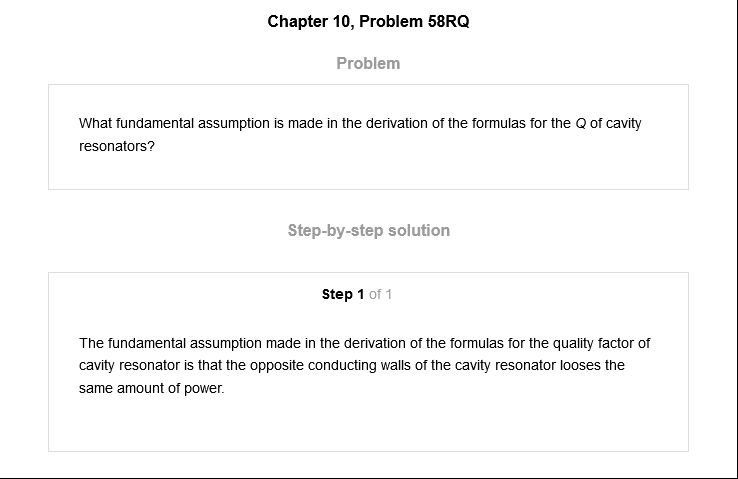 Chapter 10, Problem 58RQ
Problem
What fundamental assumption is made in the derivation of the formulas for the Q of cavity
resonators?
Step-by-step solution
Step 1 of 1
The fundamental assumption made in the derivation of the formulas for the quality factor of
cavity resonator is that the opposite conducting walls of the cavity resonator looses the
same amount of power.